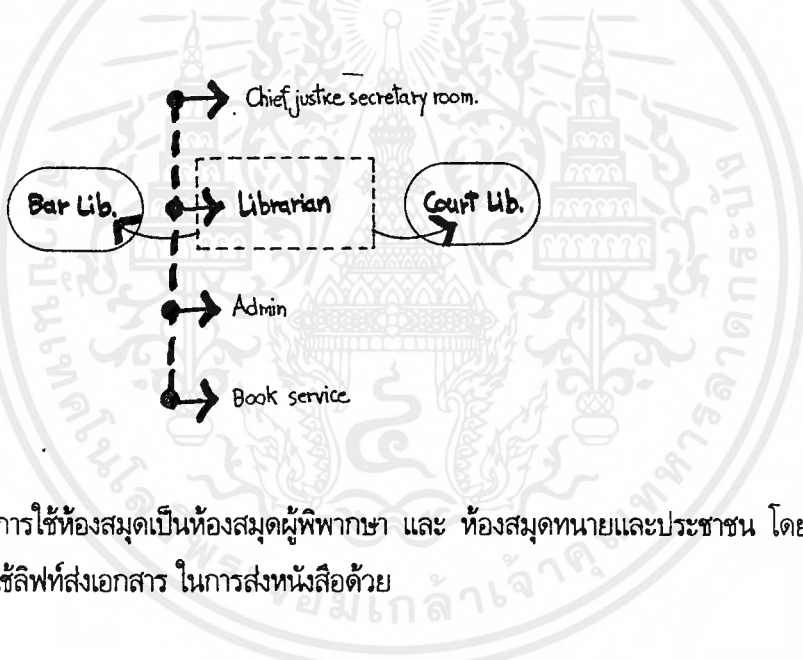 Chief justice secretary room.
Bar Lib.
Librarian
Court Lib.
Admin
Book service
การใช้ห้องสมุดเป็นห้องสมุดผู้พิพากษา และ ห้องสมุดทนายและประชาชน โดย
ช้ลิฟท์ส่งเอกสาร ในการส่งหนังสือด้วย